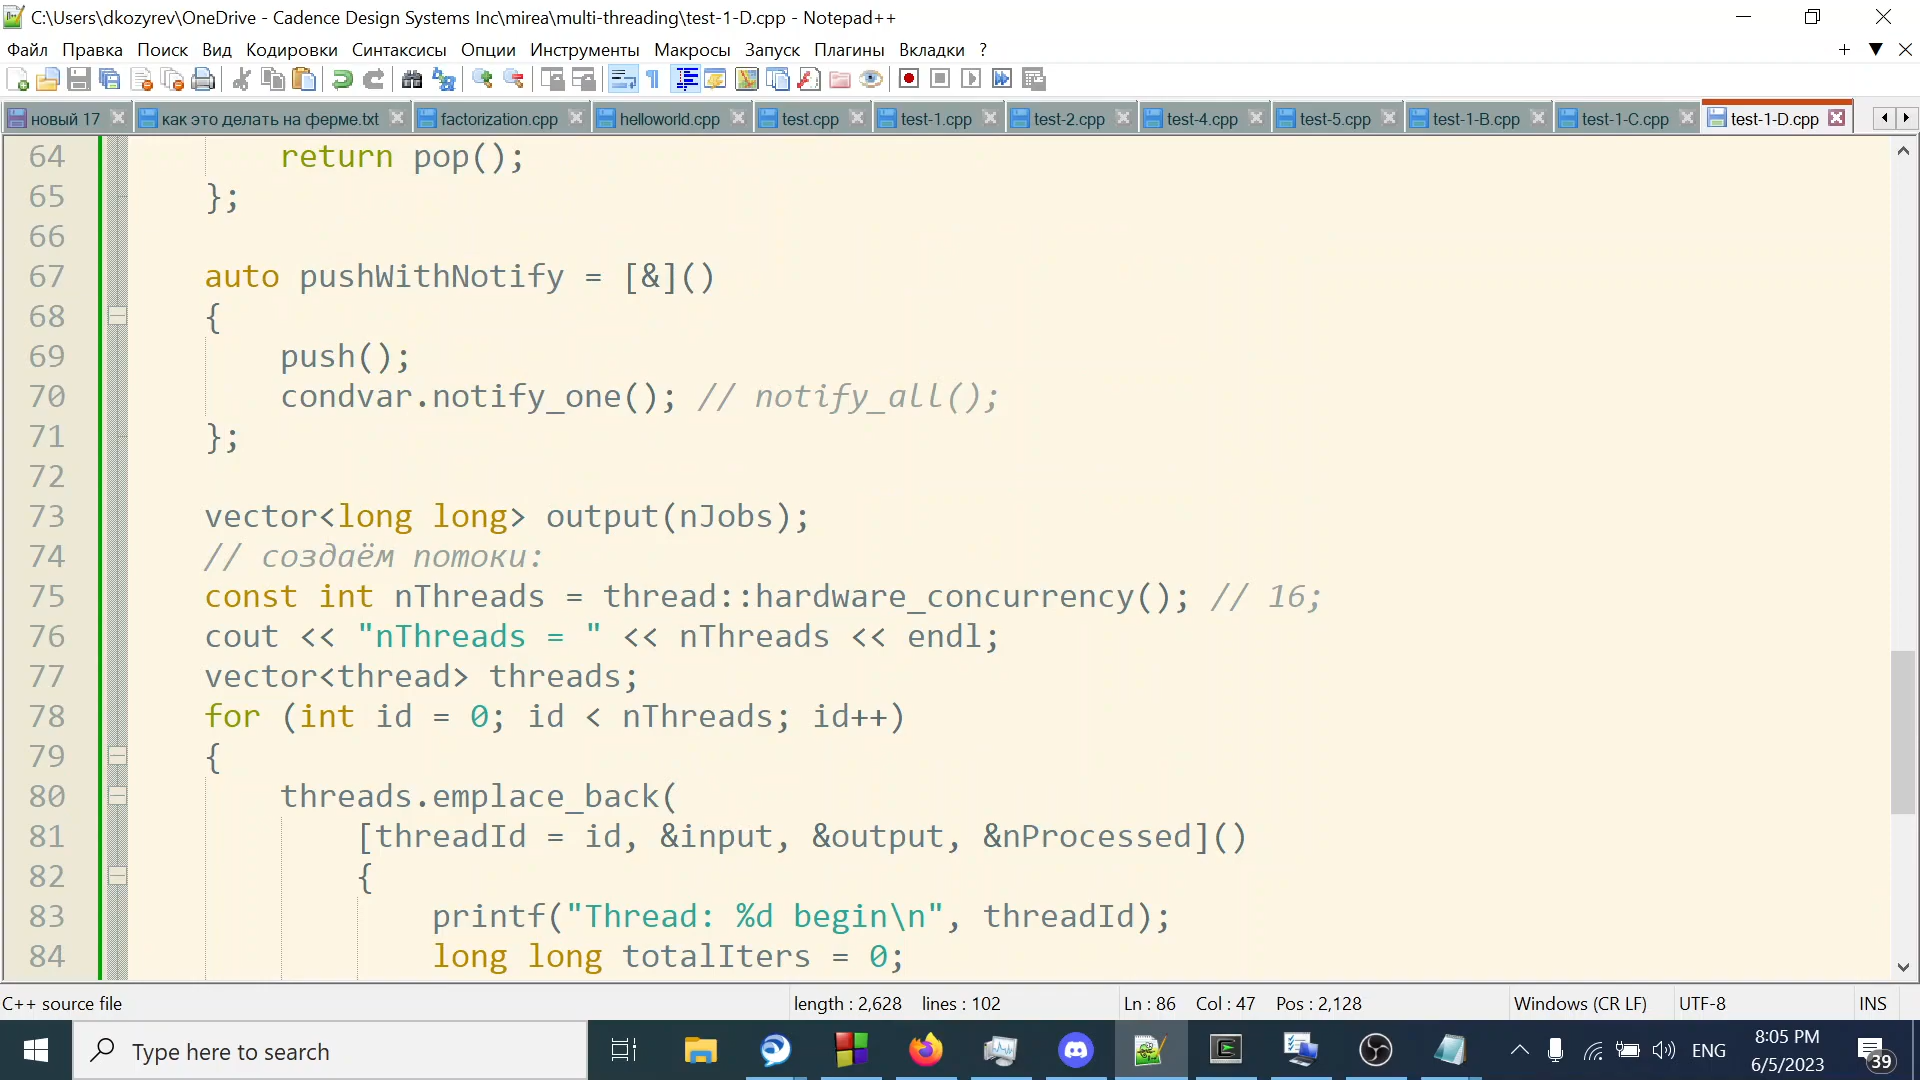 C:\Users\dkozyrev\OneDrive - Cadence Design Systems Inc\mirea\multi-threading\test-1-D.cpp - Notepad++
Файл Правка Поиск Вид Кодировки Синтаксисы Опции Инструменты Макросы Запуск Плагины Вкладки ?
новый 17 как это делать на ферме.txt factorization.cpp helloworld.cpp test.cpp test-1.cpp test-2.cpp test-4.cpp test-5.cpp test-1-B.cpp test-1-C.cpp test-1-D.cpp
64 return pop();
65 };
66
67 auto pushWithNotify = [&]()
68 {
69 push();
70 condvar.notify_one(); // notify_all();
71 };
72
73 vector<long long> output(nJobs);
74 // создаём потоки:
75 const int nThreads = thread::hardware_concurrency(); // 16;
76 cout << "nThreads = " << nThreads << endl;
77 vector<thread> threads;
78 for (int id = 0; id < nThreads; id++)
79 {
80 threads.emplace_back(
81 [threadId = id, &input, &output, &nProcessed]()
82 {
83 printf("Thread: %d begin\n", threadId);
84 long long totalIters = 0;
C++ source file length : 2,628 lines : 102 Ln : 86 Col : 47 Pos : 2,128 Windows (CR LF) UTF-8 INS
Type here to search ENG 8:05 PM
6/5/2023 39